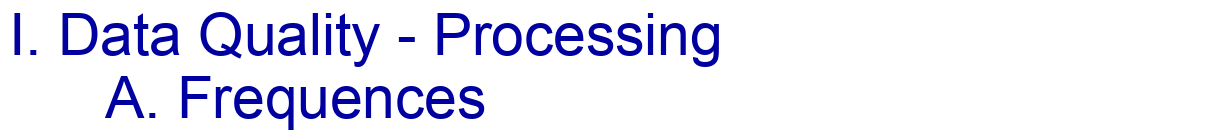 I. Data Quality - Processing
A. Frequences